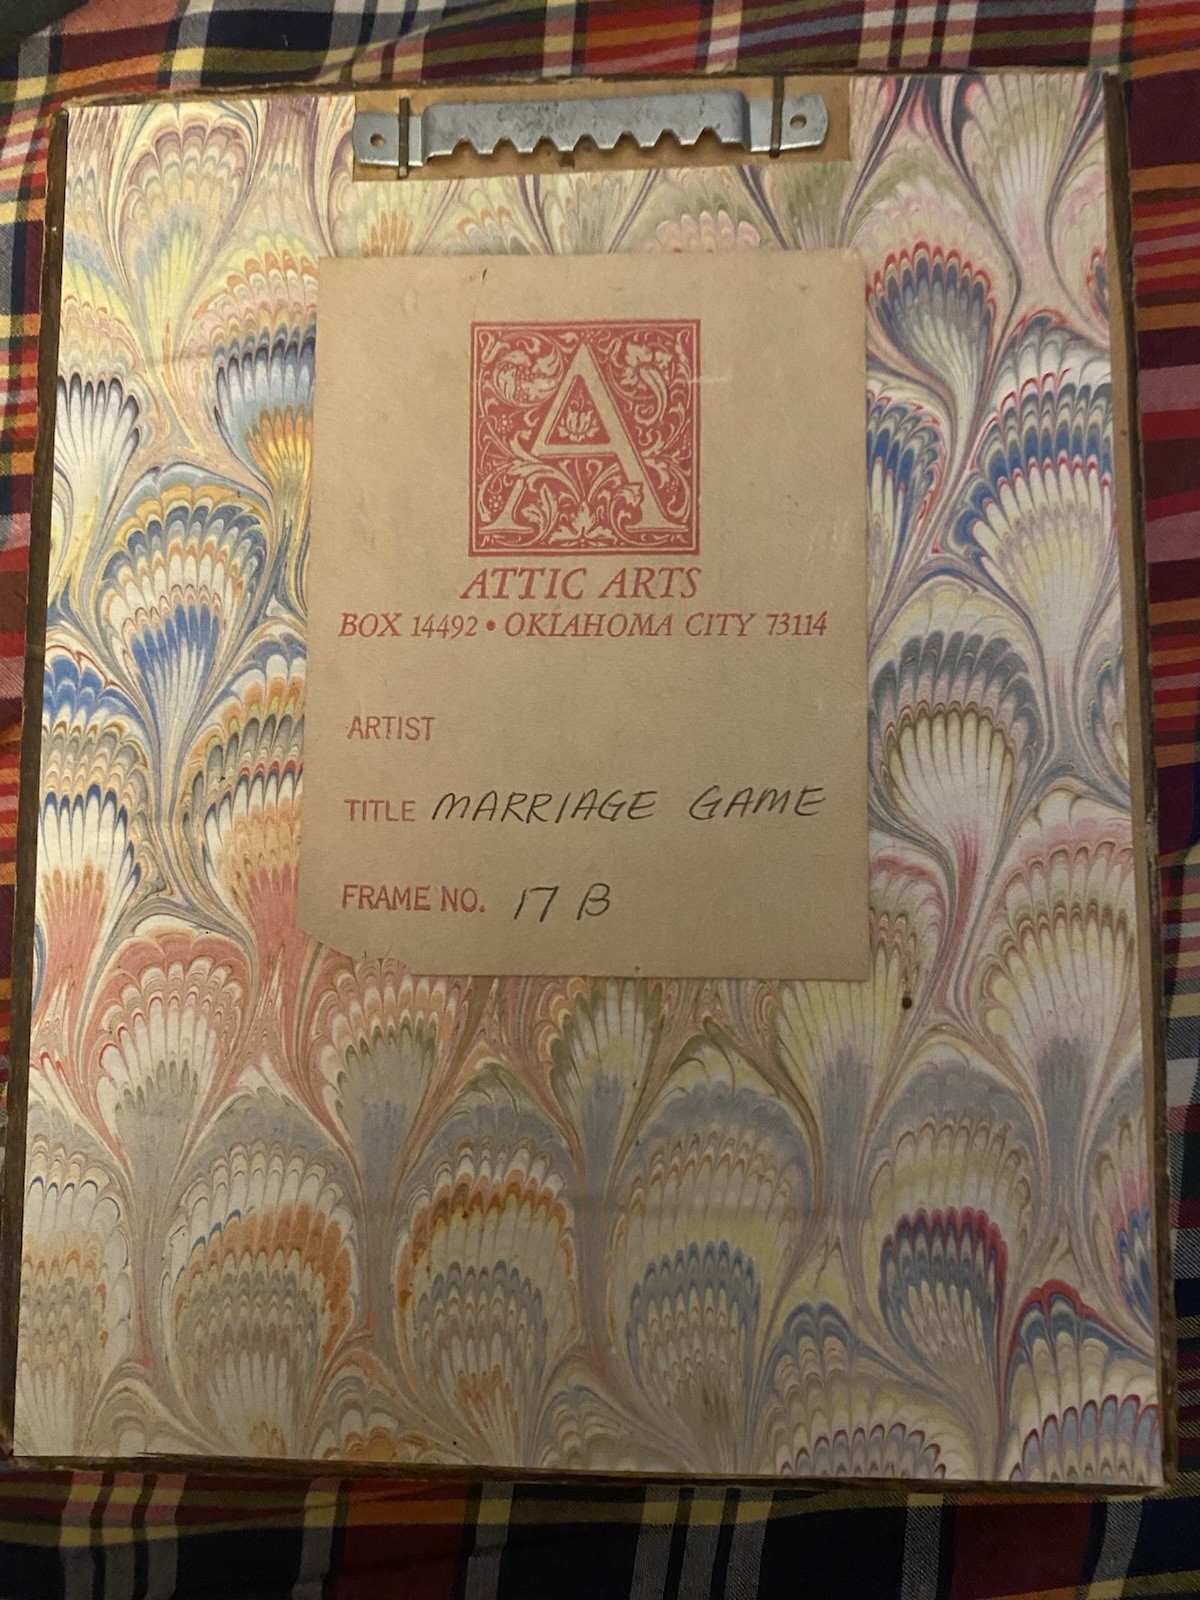 A
ATTIC ARTS
BOX 14492 • OKLAHOMA CITY 73114
ARTIST
TITLE MARRIAGE GAME
FRAME NO. 17 B